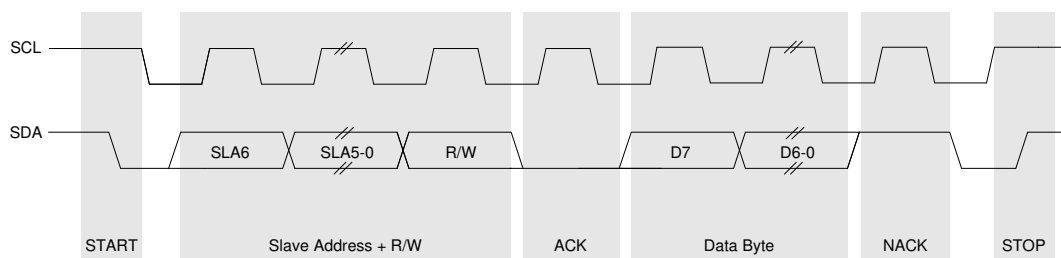 SCL
SDA
SLA6 SLA5-0 R/W D7 D6-0
START Slave Address + R/W ACK Data Byte NACK STOP